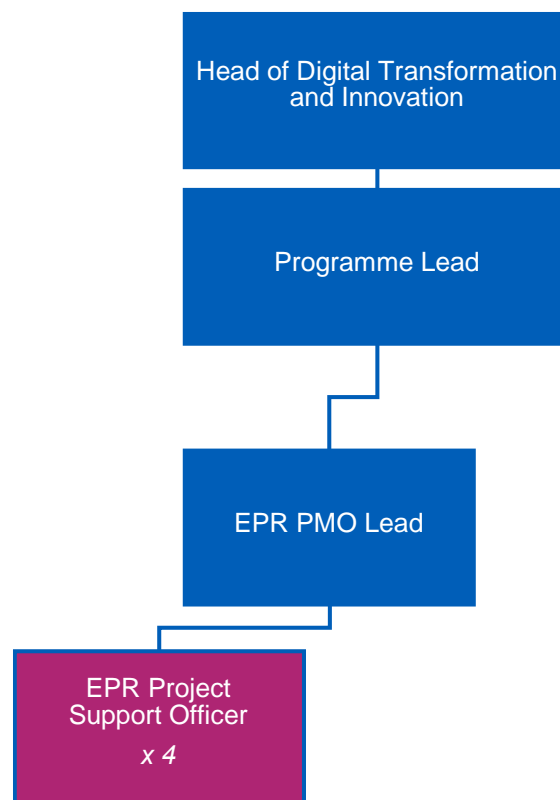 Head of Digital Transformation
and Innovation
Programme Lead
EPR PMO Lead
EPR Project
Support Officer
x 4